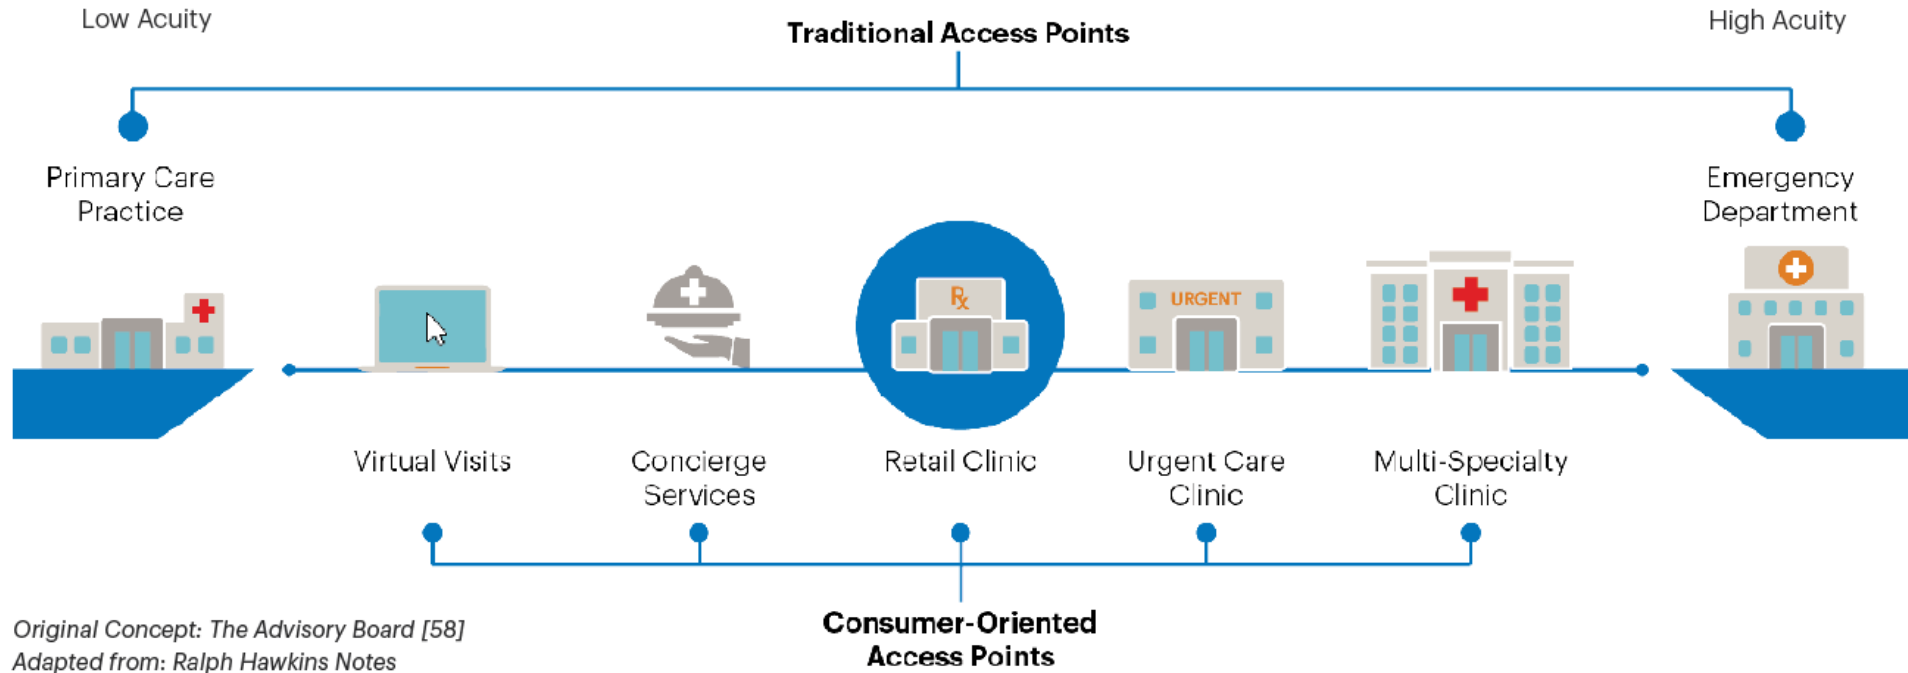 Low Acuity
Traditional Access Points
High Acuity
Primary Care
Practice
Emergency
Department
Rx
URGENT
Virtual Visits
Concierge
Services
Retail Clinic
Urgent Care
Clinic
Multi-Specialty
Clinic
Consumer-Oriented
Access Points
Original Concept: The Advisory Board [58]
Adapted from: Ralph Hawkins Notes